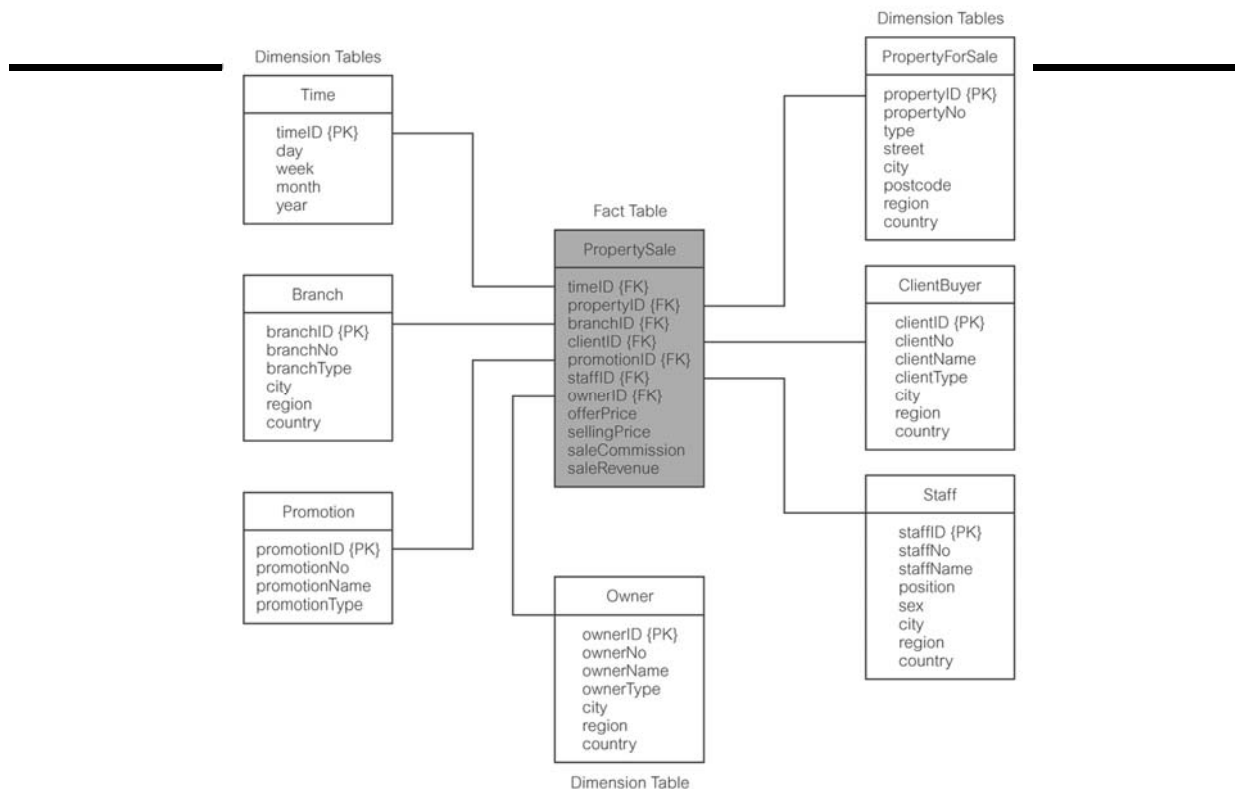 Dimension Tables
Time
timeID {PK}
day
week
month
year
Branch
branchID {PK}
branchNo
branchType
city
region
country
Promotion
promotionID {PK}
promotionNo
promotionName
promotionType
Fact Table
PropertySale
timeID {FK}
propertyID {FK}
branchID {FK}
clientID {FK}
promotionID {FK}
staffID {FK}
ownerID {FK}
offerPrice
sellingPrice
saleCommission
saleRevenue
Owner
ownerID {PK}
ownerNo
ownerName
ownerType
city
region
country
Dimension Table
Dimension Tables
PropertyForSale
propertyID {PK}
propertyNo
type
street
city
postcode
region
country
ClientBuyer
clientID {PK}
clientNo
clientName
clientType
city
region
country
Staff
staffID {PK}
staffNo
staffName
position
sex
city
region
country